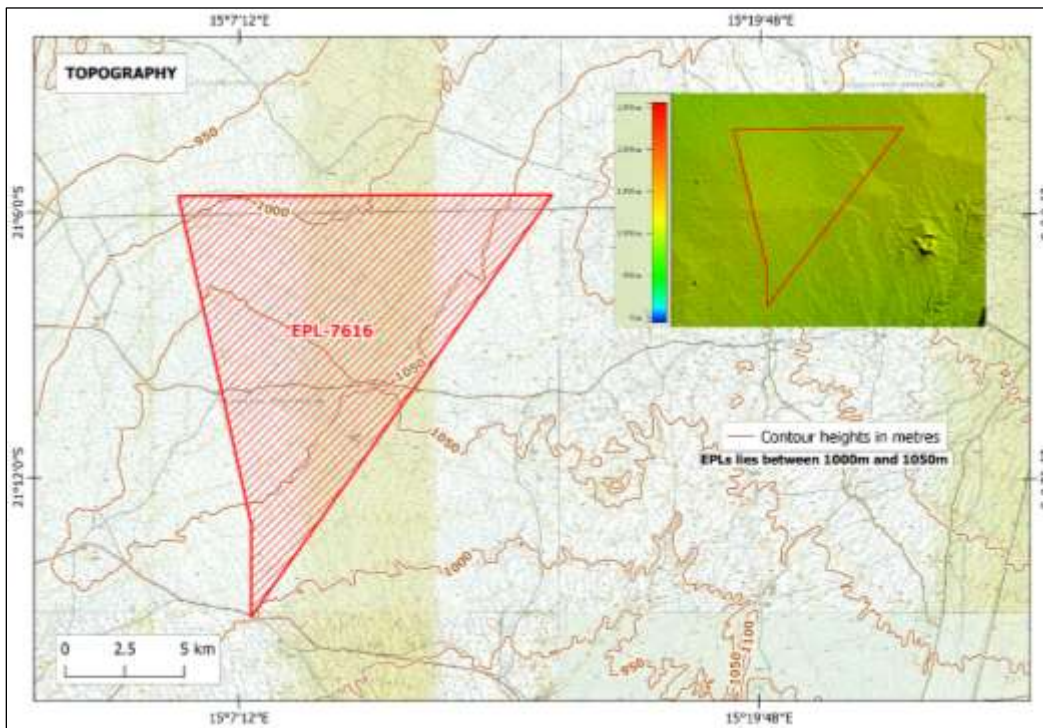 15°7'12"E
15°19'48"E
TOPOGRAPHY
950
21°6'0"S
1000
EPL-7616
1050
1050
Contour heights in metres
EPLs lies between 1000m and 1050m
21°12'0"S
1000
1100
1050
950
0 2.5 5 km
15°7'12"E
15°19'48"E